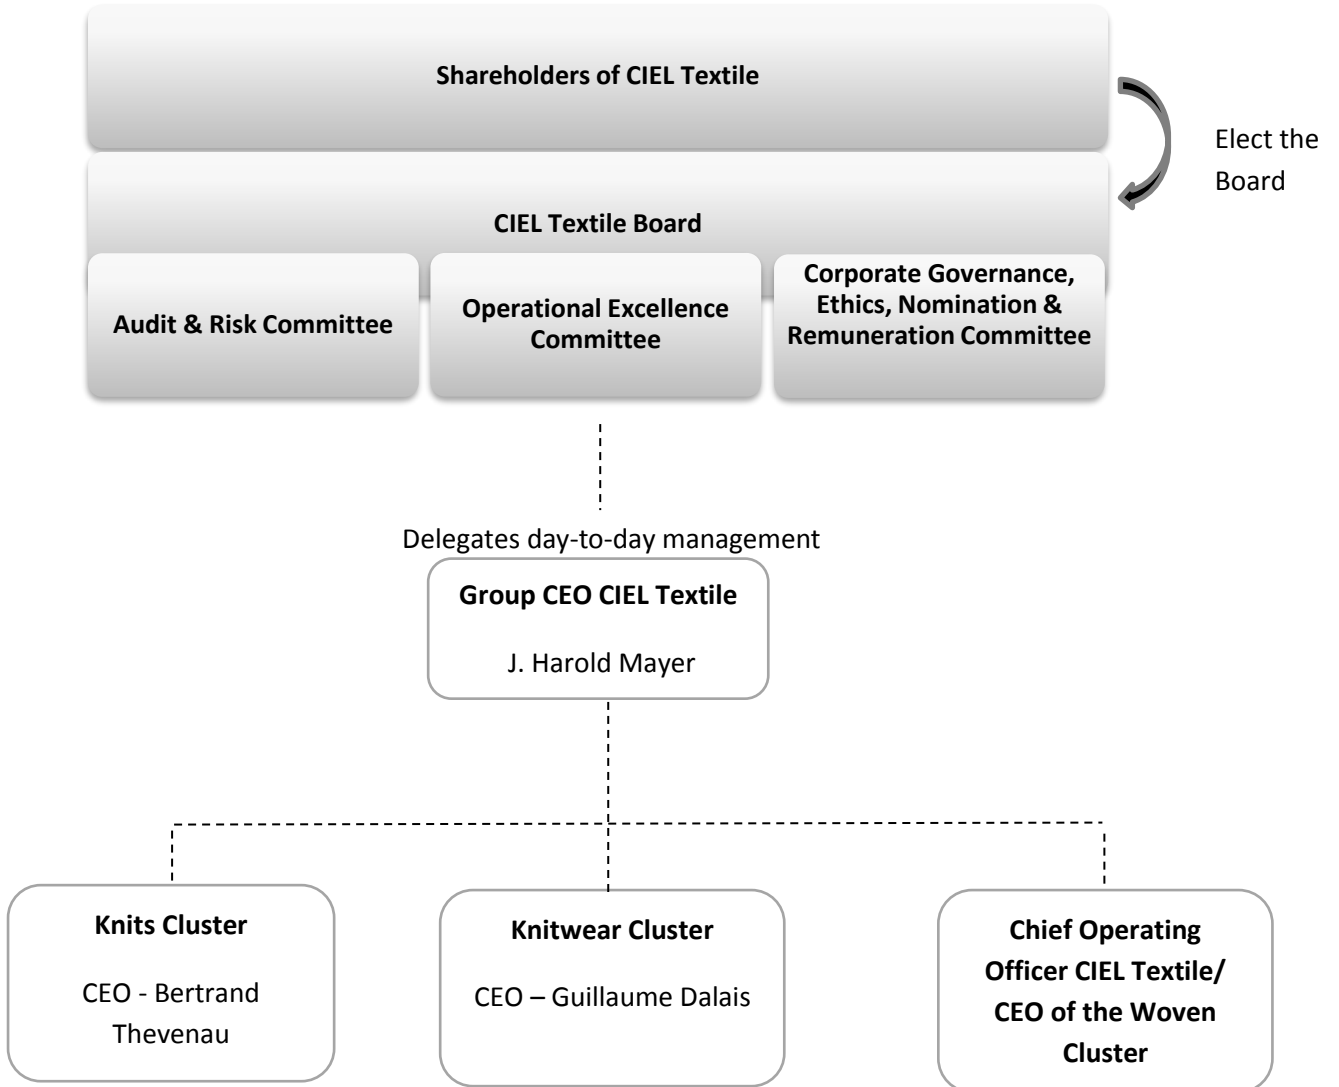 Shareholders of CIEL Textile
Elect the
Board
CIEL Textile Board
Audit & Risk Committee
Operational Excellence
Committee
Corporate Governance,
Ethics, Nomination &
Remuneration Committee
Delegates day-to-day management
Group CEO CIEL Textile
J. Harold Mayer
Knits Cluster
CEO - Bertrand
Thevenau
Knitwear Cluster
CEO – Guillaume Dalais
Chief Operating
Officer CIEL Textile/
CEO of the Woven
Cluster